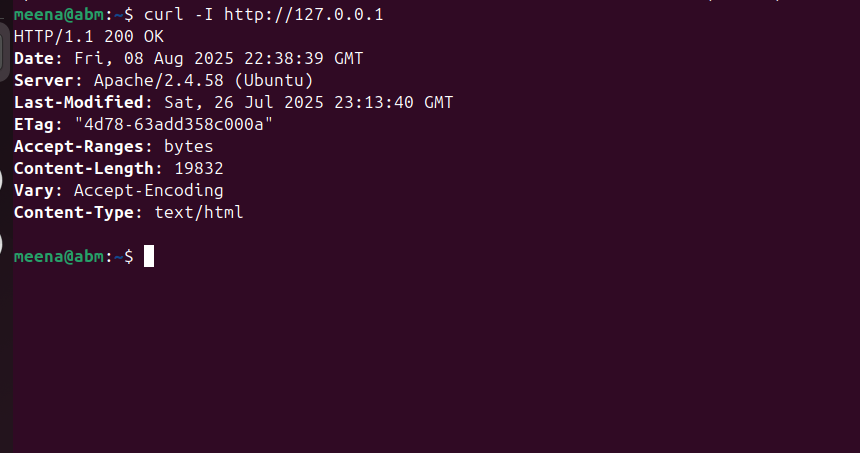 meena@abm:~$ curl -I http://127.0.0.1
HTTP/1.1 200 OK
Date: Fri, 08 Aug 2025 22:38:39 GMT
Server: Apache/2.4.58 (Ubuntu)
Last-Modified: Sat, 26 Jul 2025 23:13:40 GMT
ETag: "4d78-63add358c000a"
Accept-Ranges: bytes
Content-Length: 19832
Vary: Accept-Encoding
Content-Type: text/html
meena@abm:~$